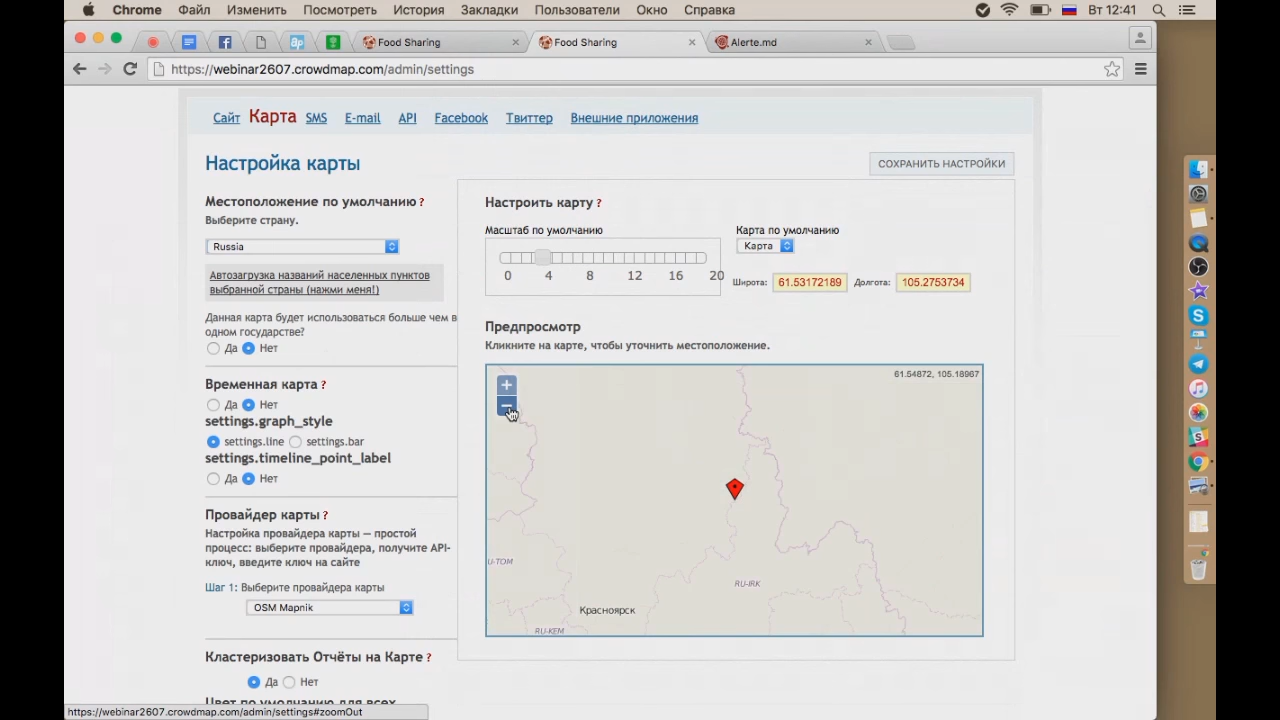 Chrome Файл Изменить Посмотреть История Закладки Пользователи Окно Справка Вт 12:41
Food Sharing Food Sharing Alerte.md
https://webinar2607.crowdmap.com/admin/settings
Сайт Карта SMS E-mail API Facebook Твиттер Внешние приложения
Настройка карты
СОХРАНИТЬ НАСТРОЙКИ
Местоположение по умолчанию ?
Выберите страну.
Russia
Автозагрузка названий населенных пунктов
выбранной страны (нажми меня!)
Данная карта будет использоваться больше чем в
одном государстве?
Да Нет
Временная карта ?
Да Нет
settings.graph_style
settings.line settings.bar
settings.timeline_point_label
Да Нет
Провайдер карты ?
Настройка провайдера карты — простой
процесс: выберите провайдера, получите API-
ключ, введите ключ на сайте
Шаг 1: Выберите провайдера карты
OSM Mapnik
Кластеризовать Отчёты на Карте ?
Да Нет
Цвет по умолчанию для всех
Настроить карту ?
Масштаб по умолчанию
0 4 8 12 16 20
Карта по умолчанию
Карта
Широта: 61.53172189 Долгота: 105.2753734
Предпросмотр
Кликните на карте, чтобы уточнить местоположение.
+
−
61.54872, 105.18967
U-TOM
RU-IRK
Красноярск
RU-KEM
https://webinar2607.crowdmap.com/admin/settings#zoomOut